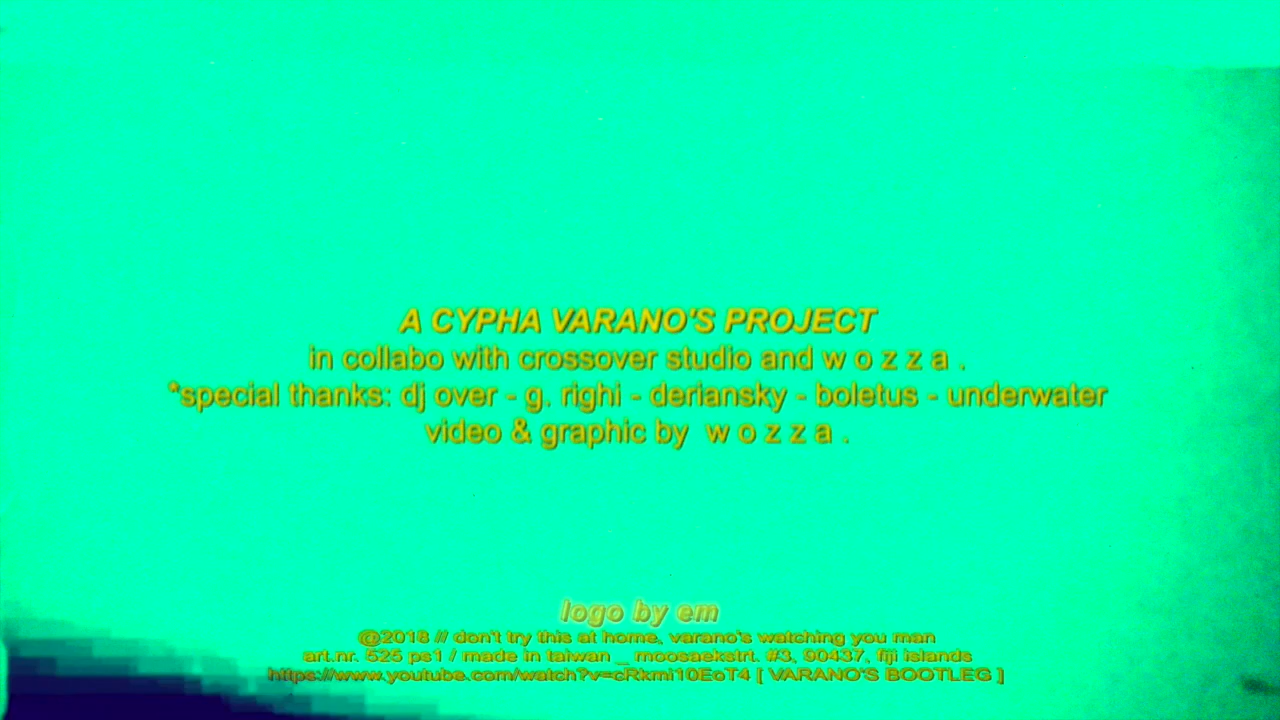 A CYPHA VARANO'S PROJECT
in collabo with crossover studio and w o z z a .
*special thanks: dj over - g. righi - deriansky - boletus - underwater
video & graphic by w o z z a .
logo by em
@2018 // don't try this at home, varano's watching you man
art.nr. 525 ps1 / made in taiwan _ moosaekstrt. #3, 90437, fiji islands
https://www.youtube.com/watch?v=cRkmi10EoT4 [ VARANO'S BOOTLEG ]